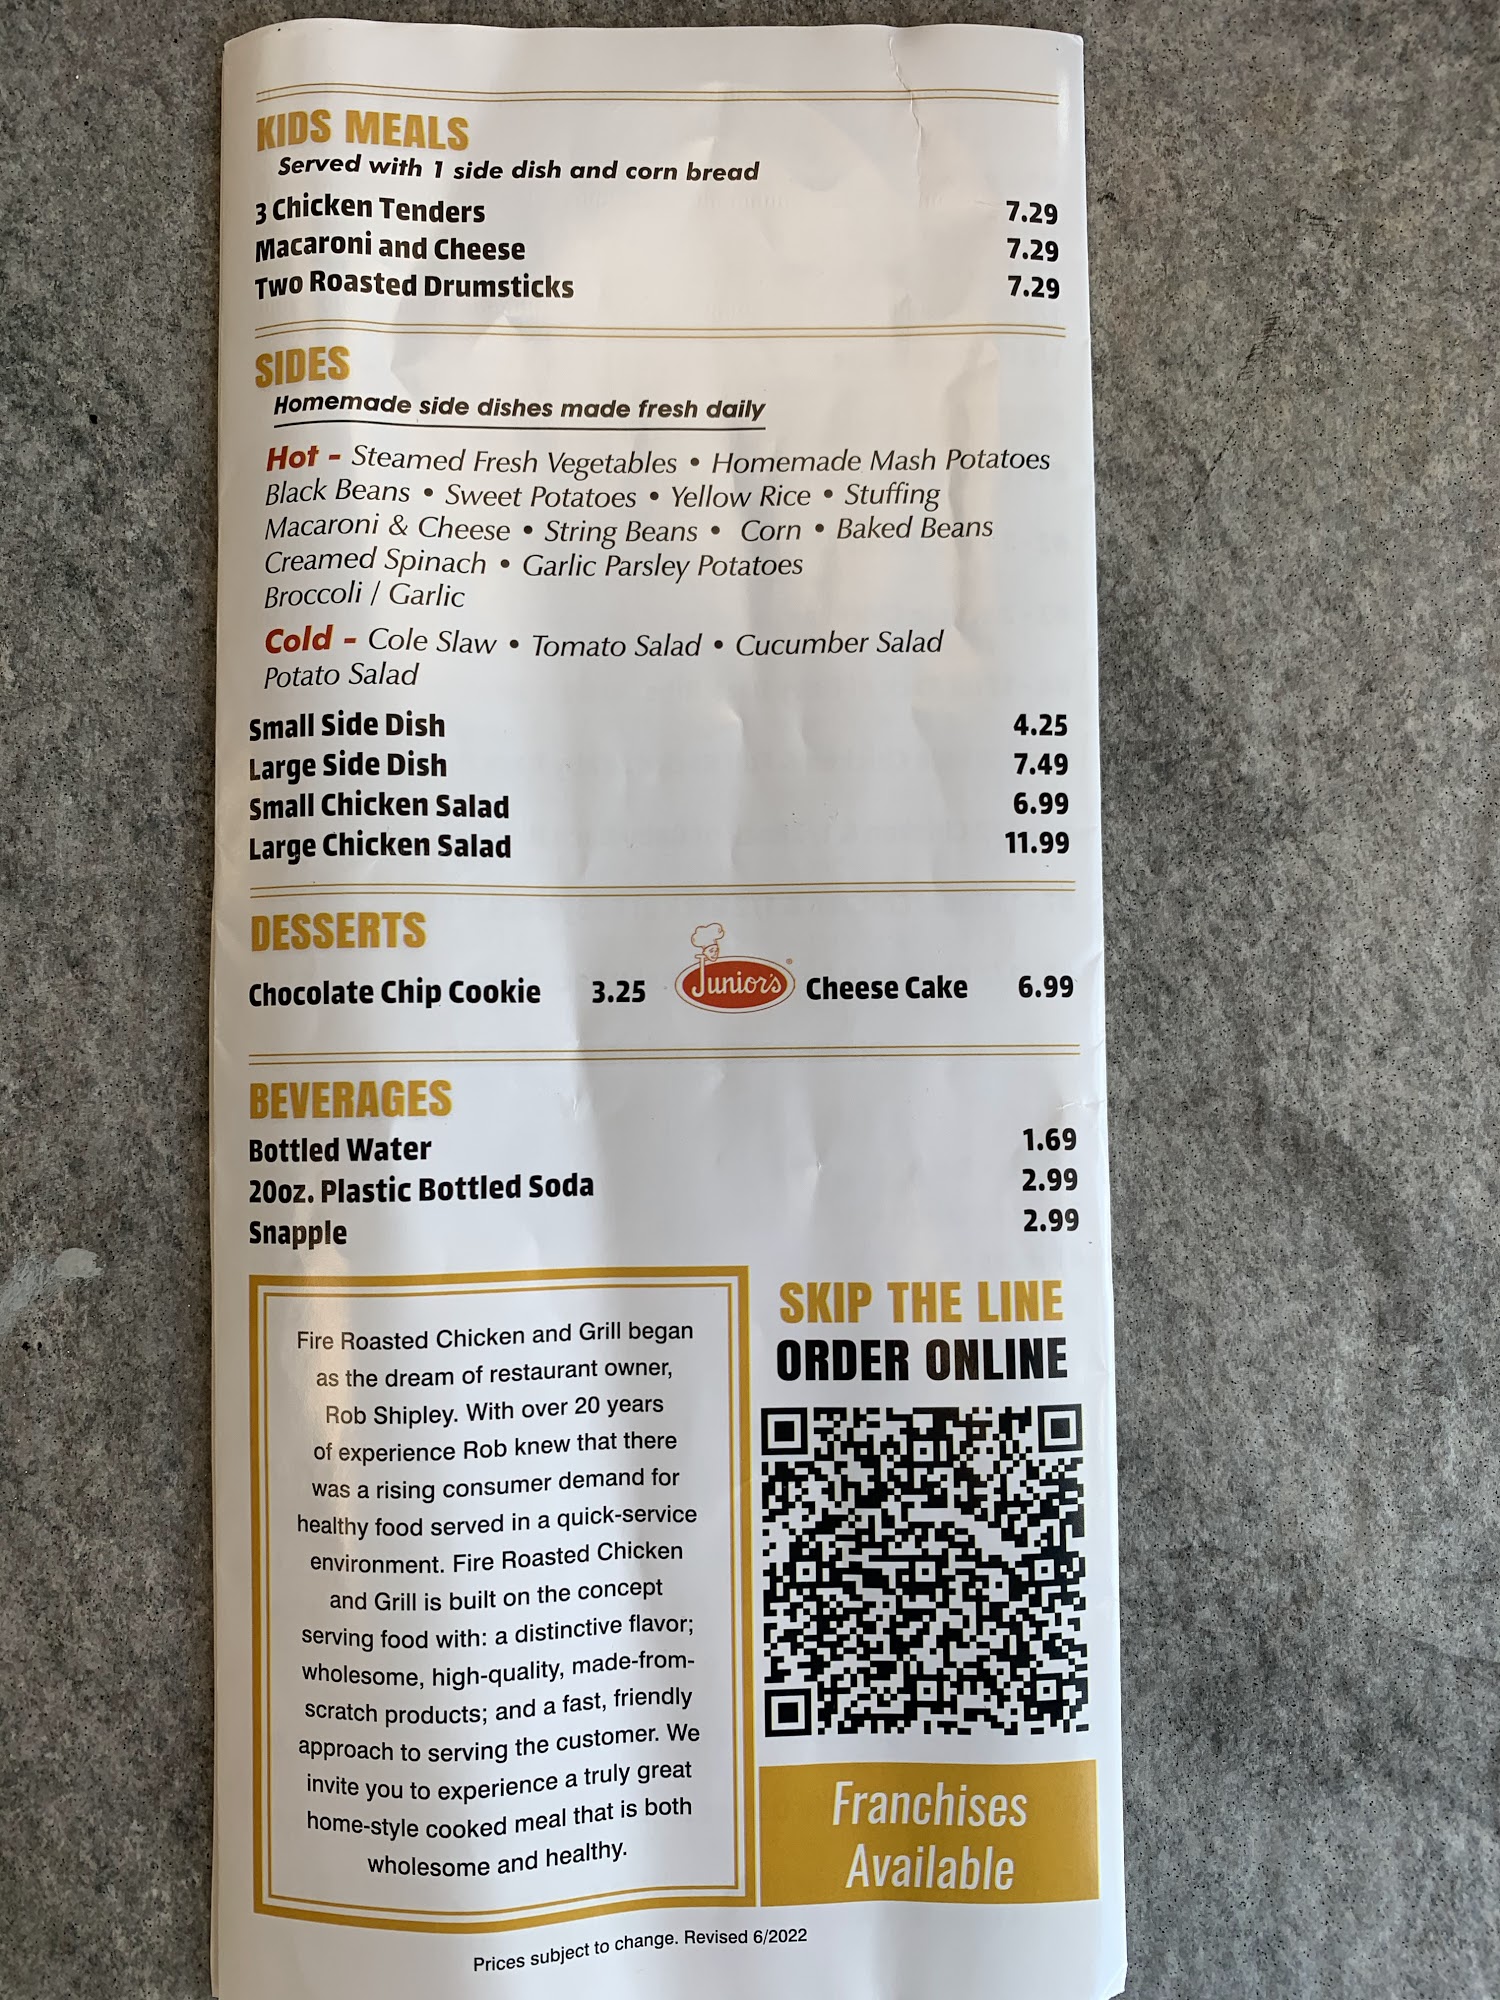 KIDS MEALS
Served with 1 side dish and corn bread
3 Chicken Tenders 7.29
Macaroni and Cheese 7.29
Two Roasted Drumsticks 7.29
SIDES
Homemade side dishes made fresh daily
Hot - Steamed Fresh Vegetables • Homemade Mash Potatoes
Black Beans • Sweet Potatoes • Yellow Rice • Stuffing
Macaroni & Cheese • String Beans • Corn • Baked Beans
Creamed Spinach • Garlic Parsley Potatoes
Broccoli / Garlic
Cold - Cole Slaw • Tomato Salad • Cucumber Salad
Potato Salad
Small Side Dish 4.25
Large Side Dish 7.49
Small Chicken Salad 6.99
Large Chicken Salad 11.99
DESSERTS
Chocolate Chip Cookie 3.25 Junior's® Cheese Cake 6.99
BEVERAGES
Bottled Water 1.69
20oz. Plastic Bottled Soda 2.99
Snapple 2.99
Fire Roasted Chicken and Grill began
as the dream of restaurant owner,
Rob Shipley. With over 20 years
of experience Rob knew that there
was a rising consumer demand for
healthy food served in a quick-service
environment. Fire Roasted Chicken
and Grill is built on the concept
serving food with: a distinctive flavor;
wholesome, high-quality, made-from-
scratch products; and a fast, friendly
approach to serving the customer. We
invite you to experience a truly great
home-style cooked meal that is both
wholesome and healthy.
SKIP THE LINE
ORDER ONLINE
Franchises
Available
Prices subject to change. Revised 6/2022